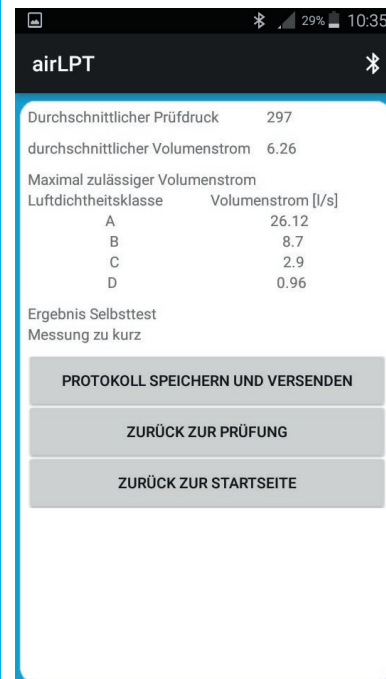 29% 10:35
airLPT
Durchschnittlicher Prüfdruck 297
durchschnittlicher Volumenstrom 6.26
Maximal zulässiger Volumenstrom
Luftdichtheitsklasse Volumenstrom [l/s]
A 26.12
B 8.7
C 2.9
D 0.96
Ergebnis Selbsttest
Messung zu kurz
PROTOKOLL SPEICHERN UND VERSENDEN
ZURÜCK ZUR PRÜFUNG
ZURÜCK ZUR STARTSEITE